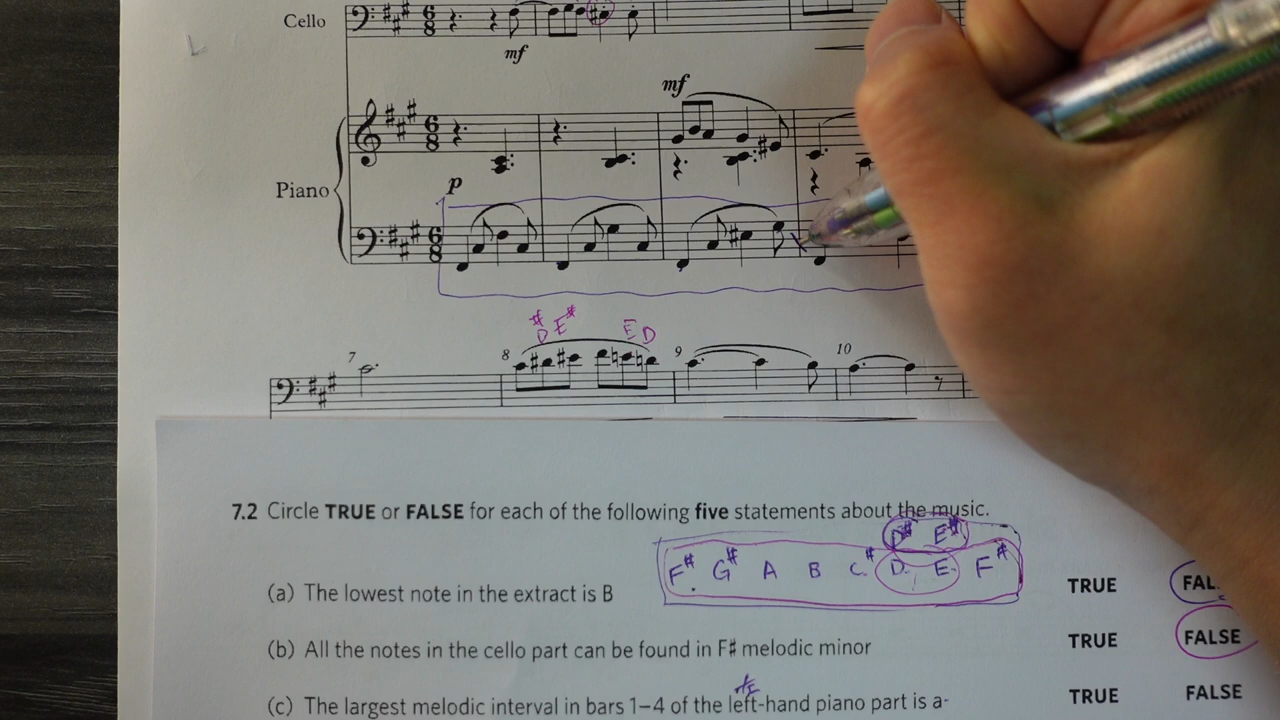 Cello
mf
mf
Piano
p
D# E# E D
7 8 9 10
7.2 Circle TRUE or FALSE for each of the following five statements about the music.
D# E#
F# G# A B C# D E F#
(a) The lowest note in the extract is B TRUE
(b) All the notes in the cello part can be found in F# melodic minor TRUE FALSE
(c) The largest melodic interval in bars 1–4 of the left-hand piano part is a- TRUE FALSE